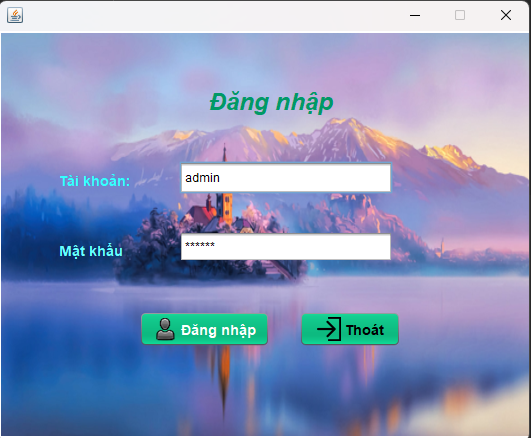 Đăng nhập
Tài khoản:
admin
Mật khẩu
******
Đăng nhập
Thoát